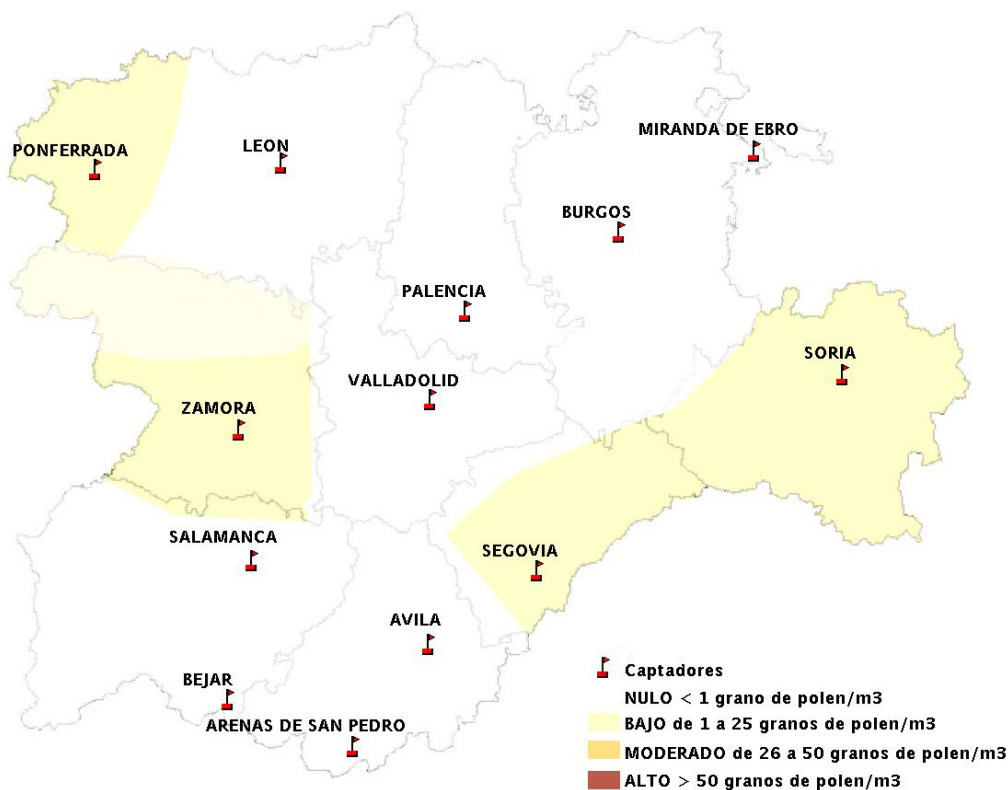 MIRANDA DE EBRO
PONFERRADA
LEON
BURGOS
PALENCIA
SORIA
VALLADOLID
ZAMORA
SALAMANCA
SEGOVIA
AVILA
BEJAR
ARENAS DE SAN PEDRO
Captadores
NULO < 1 grano de polen/m3
BAJO de 1 a 25 granos de polen/m3
MODERADO de 26 a 50 granos de polen/m3
ALTO > 50 granos de polen/m3